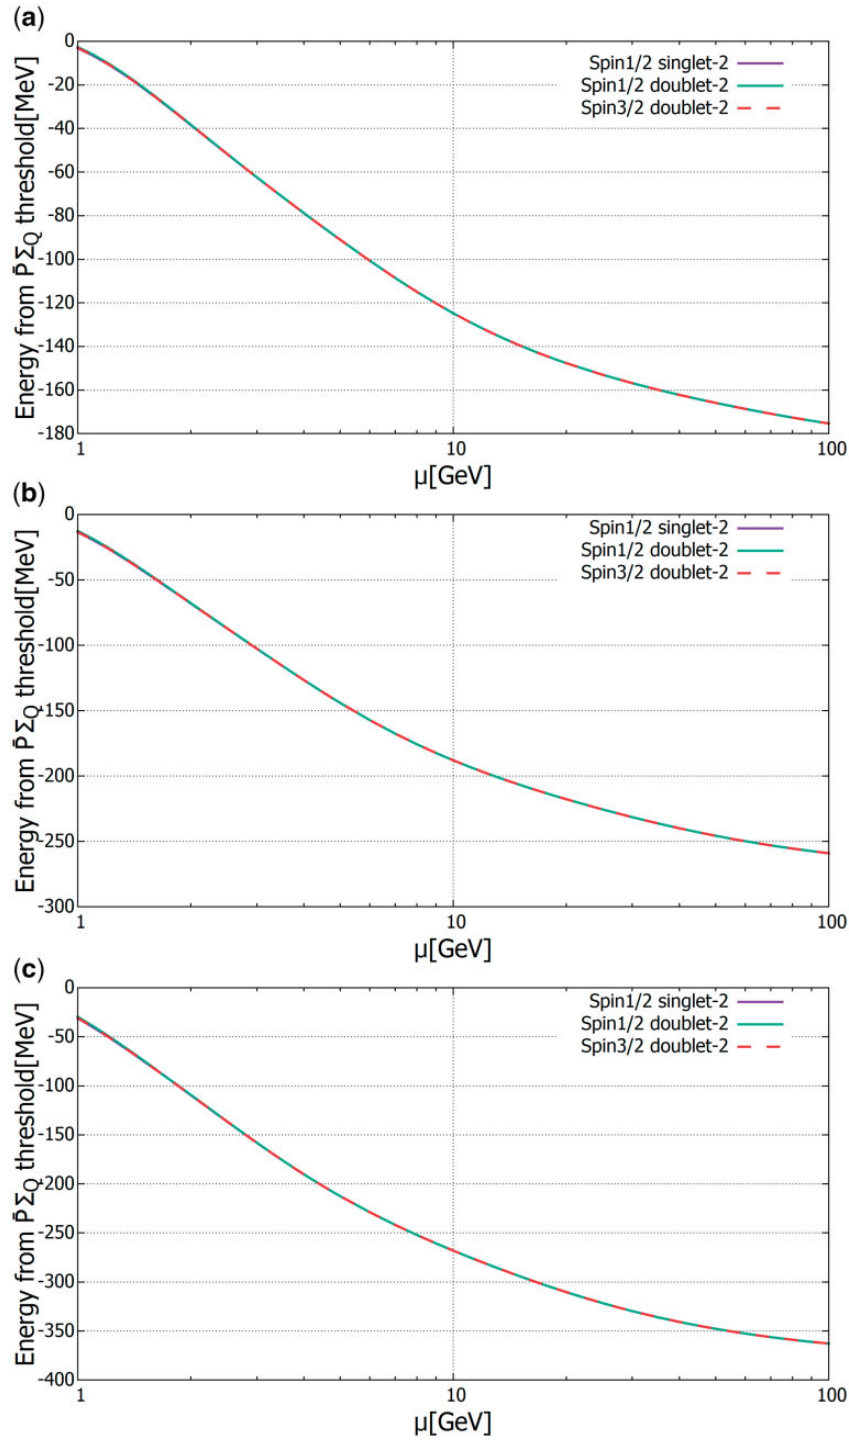 (a)
Energy from P̄Σ_Q threshold[MeV]
0
-20
-40
-60
-80
-100
-120
-140
-160
-180
Spin1/2 singlet-2
Spin1/2 doublet-2
Spin3/2 doublet-2
1 10 100
μ[GeV]
(b)
Energy from P̄Σ_Q threshold[MeV]
0
-50
-100
-150
-200
-250
-300
Spin1/2 singlet-2
Spin1/2 doublet-2
Spin3/2 doublet-2
1 10 100
μ[GeV]
(c)
Energy from P̄Σ_Q threshold[MeV]
0
-50
-100
-150
-200
-250
-300
-350
-400
Spin1/2 singlet-2
Spin1/2 doublet-2
Spin3/2 doublet-2
1 10 100
μ[GeV]